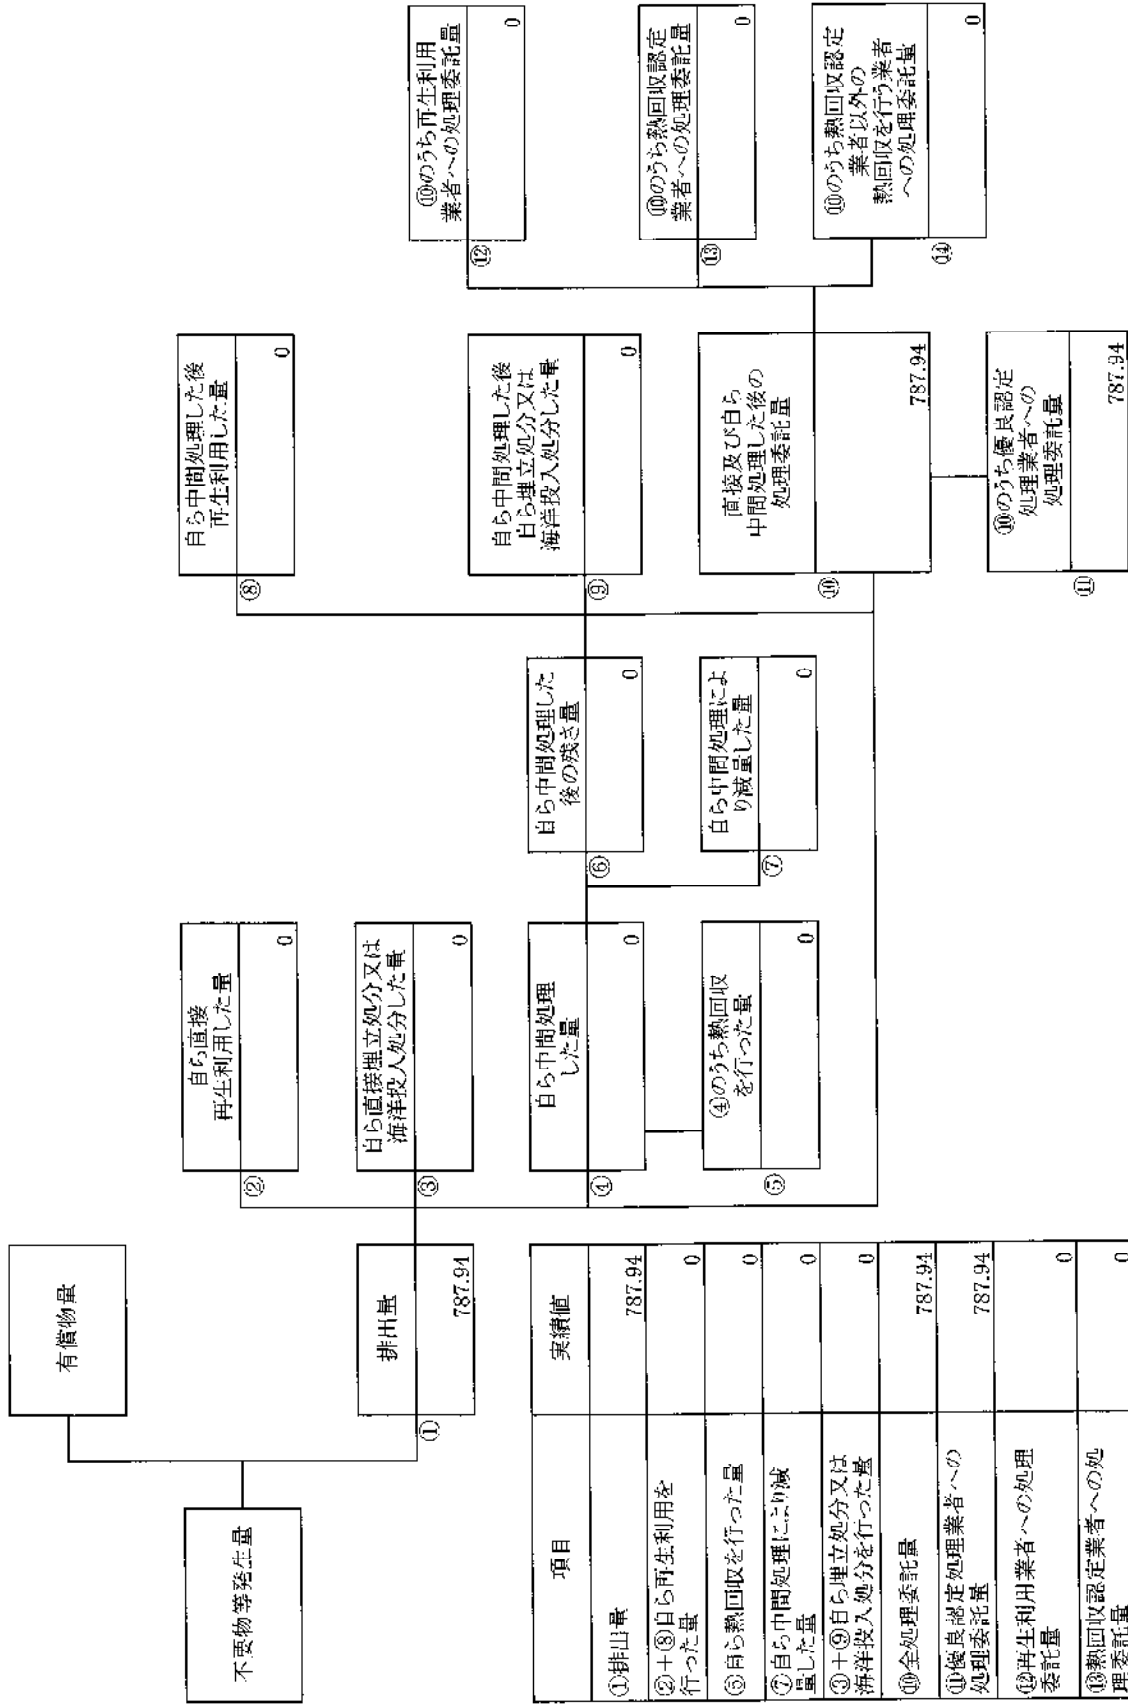 不要物等発生量
有償物量
排出量
①
787.94
自ら直接
再生利用した量
②
0
自ら直接埋立処分又は
海洋投入処分した量
③
0
自ら中間処理
した量
④
0
④のうち熱回収
を行った量
⑤
0
自ら中間処理した
後の残さ量
⑥
0
自ら中間処理によ
り減量した量
⑦
0
自ら中間処理した後
再生利用した量
⑧
0
自ら中間処理した後
自ら埋立処分又は
海洋投入処分した量
⑨
0
直接及び自ら
中間処理した後の
処理委託量
⑩
787.94
⑩のうち優良認定
処理業者への
処理委託量
⑪
787.94
⑩のうち再生利用
業者への処理委託量
⑫
0
⑩のうち熱回収認定
業者への処理委託量
⑬
0
⑩のうち熱回収認定
業者以外の
熱回収を行う業者
への処理委託量
⑭
0
項目 実績値
①排出量 787.94
②+⑧自ら再生利用を
行った量 0
⑤自ら熱回収を行った量 0
⑦自ら中間処理により減
量した量 0
③+⑨自ら埋立処分又は
海洋投入処分を行った量 0
⑩全処理委託量 787.94
⑪優良認定処理業者への
処理委託量 787.94
⑫再生利用業者への処理
委託量 0
⑬熱回収認定業者への処
理委託量 0